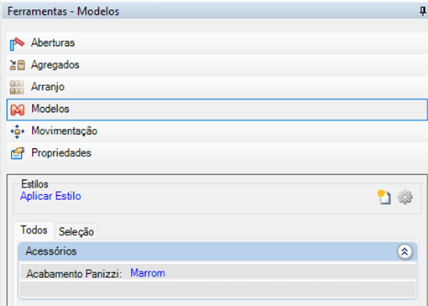 Ferramentas - Modelos
Aberturas
Agregados
Arranjo
Modelos
Movimentação
Propriedades
Estilos
Aplicar Estilo
Todos Seleção
Acessórios
Acabamento Panizzi: Marrom